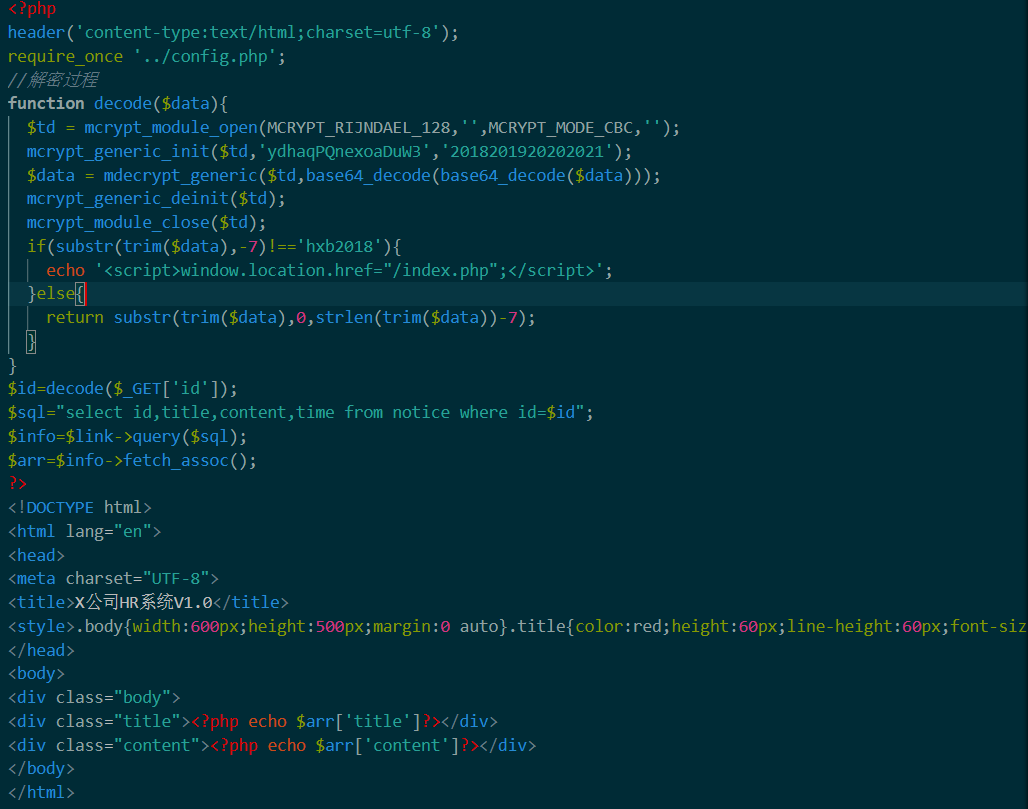 <?php
header('content-type:text/html;charset=utf-8');
require_once '../config.php';
//解密过程
function decode($data){
  $td = mcrypt_module_open(MCRYPT_RIJNDAEL_128,'',MCRYPT_MODE_CBC,'');
  mcrypt_generic_init($td,'ydhaqPQnexoaDuW3','2018201920202021');
  $data = mdecrypt_generic($td,base64_decode(base64_decode($data)));
  mcrypt_generic_deinit($td);
  mcrypt_module_close($td);
  if(substr(trim($data),-7)!=='hxb2018'){
    echo '<script>window.location.href="/index.php";</script>';
  }else{
    return substr(trim($data),0,strlen(trim($data))-7);
  }
}
$id=decode($_GET['id']);
$sql="select id,title,content,time from notice where id=$id";
$info=$link->query($sql);
$arr=$info->fetch_assoc();
?>
<!DOCTYPE html>
<html lang="en">
<head>
<meta charset="UTF-8">
<title>X公司HR系统V1.0</title>
<style>.body{width:600px;height:500px;margin:0 auto}.title{color:red;height:60px;line-height:60px;font-siz
</head>
<body>
<div class="body">
<div class="title"><?php echo $arr['title']?></div>
<div class="content"><?php echo $arr['content']?></div>
</body>
</html>